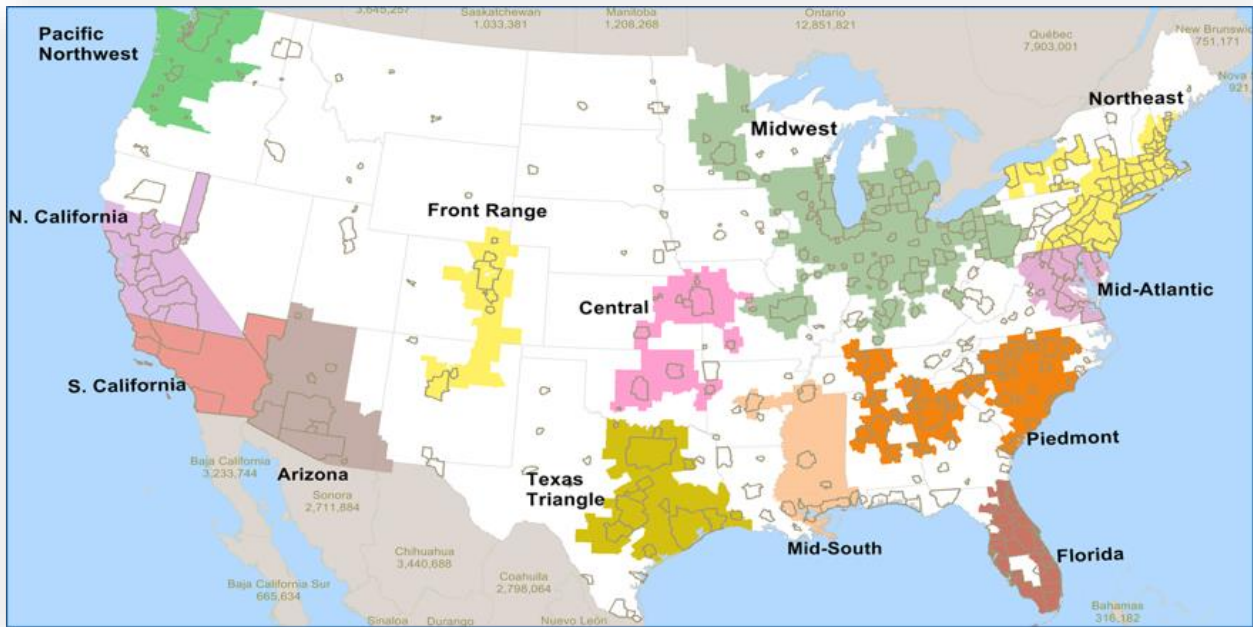 3,645,257
Saskatchewan
1,033,381
Manitoba
1,208,268
Ontario
12,851,821
Québec
7,903,001
New Brunswick
751,171
Pacific
Northwest
Northeast
Midwest
N. California
Front Range
Central
Mid-Atlantic
S. California
Piedmont
Baja California
3,233,744
Arizona
Sonora
2,711,884
Texas
Triangle
Mid-South
Florida
Chihuahua
3,440,688
Coahuila
2,798,064
Baja California Sur
665,634
Bahamas
316,182
Sinaloa
Durango
Nuevo León